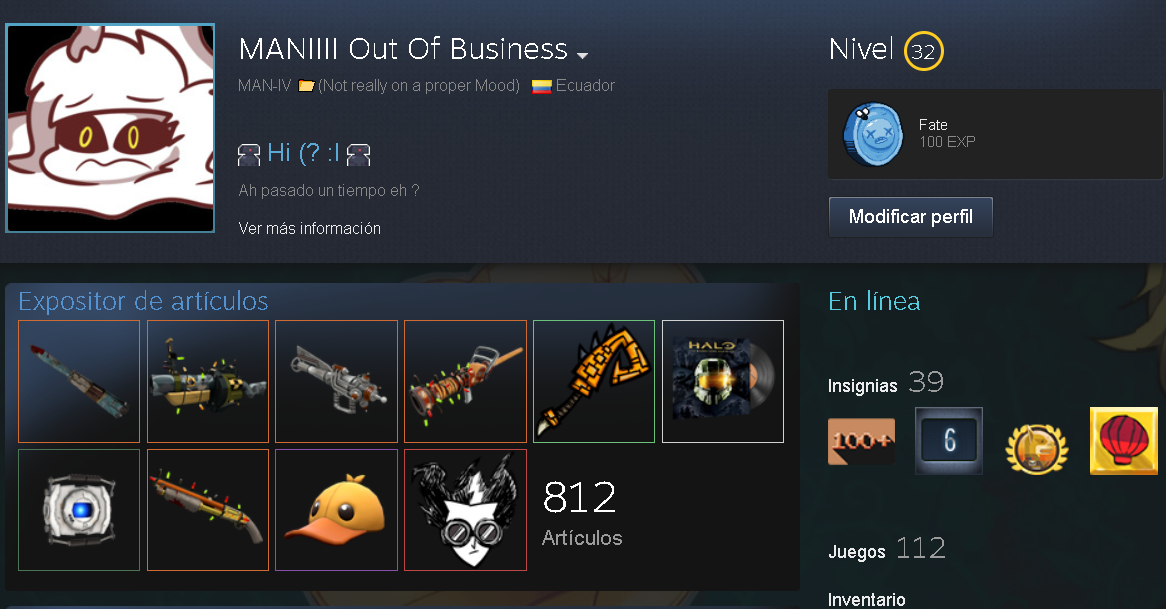 MANIIII Out Of Business
MAN-IV (Not really on a proper Mood) Ecuador
Hi (? :l
Ah pasado un tiempo eh ?
Ver más información
Nivel 32
Fate
100 EXP
Modificar perfil
Expositor de artículos
HALO
812
Artículos
En línea
Insignias 39
100+
6
Juegos 112
Inventario